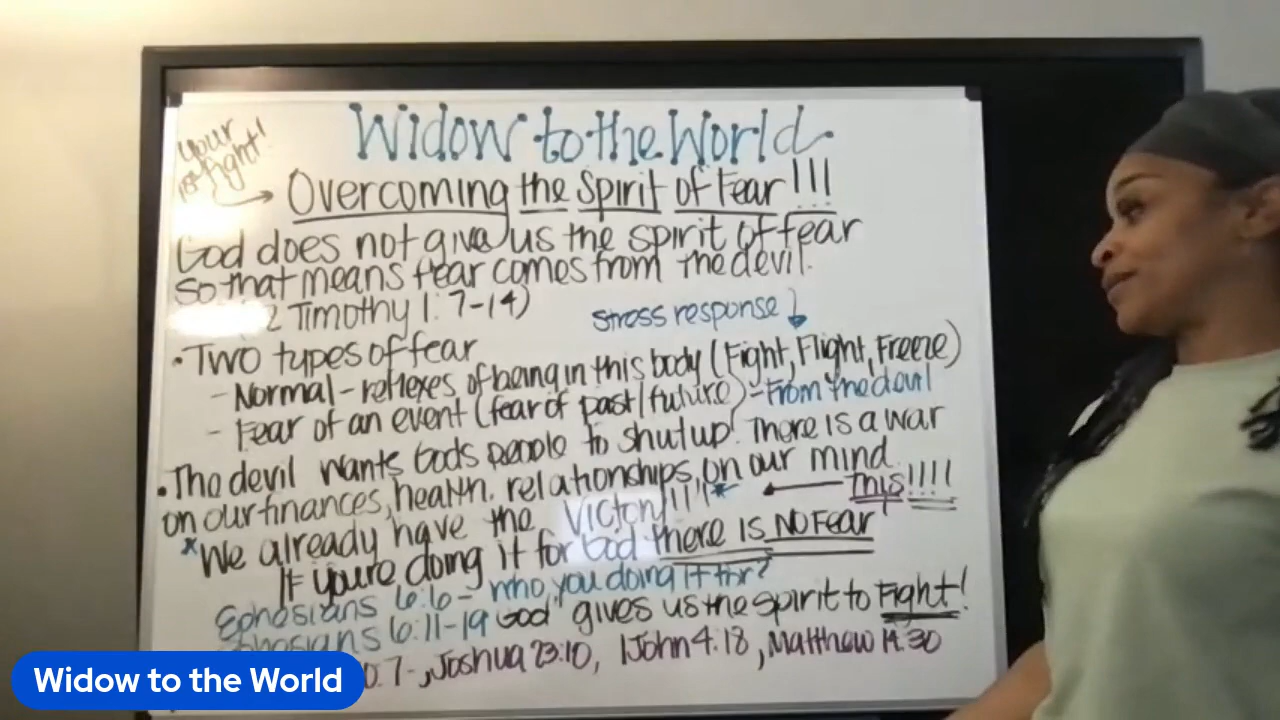 Your 1st fight!
Widow to the World
Overcoming the Spirit of Fear!!!
God does not give us the spirit of fear
so that means fear comes from the devil.
2 Timothy 1:7-14)
stress response
• Two types of fear
- Normal - reflexes of being in this body (Fight, Flight, Freeze)
- Fear of an event (fear of past/future) - From the devil
• The devil wants Gods people to shut up! There is a war
on our finances, health, relationships, on our mind.
* We already have the Victory!!!!* This!!!!
If you're doing it for God there is NO Fear
Ephesians 6:6 - who you doing it for?
Ephesians 6:11-19 God gives us the spirit to Fight!
0:7-, Joshua 23:10, 1 John 4:18, Matthew 14:30
Widow to the World